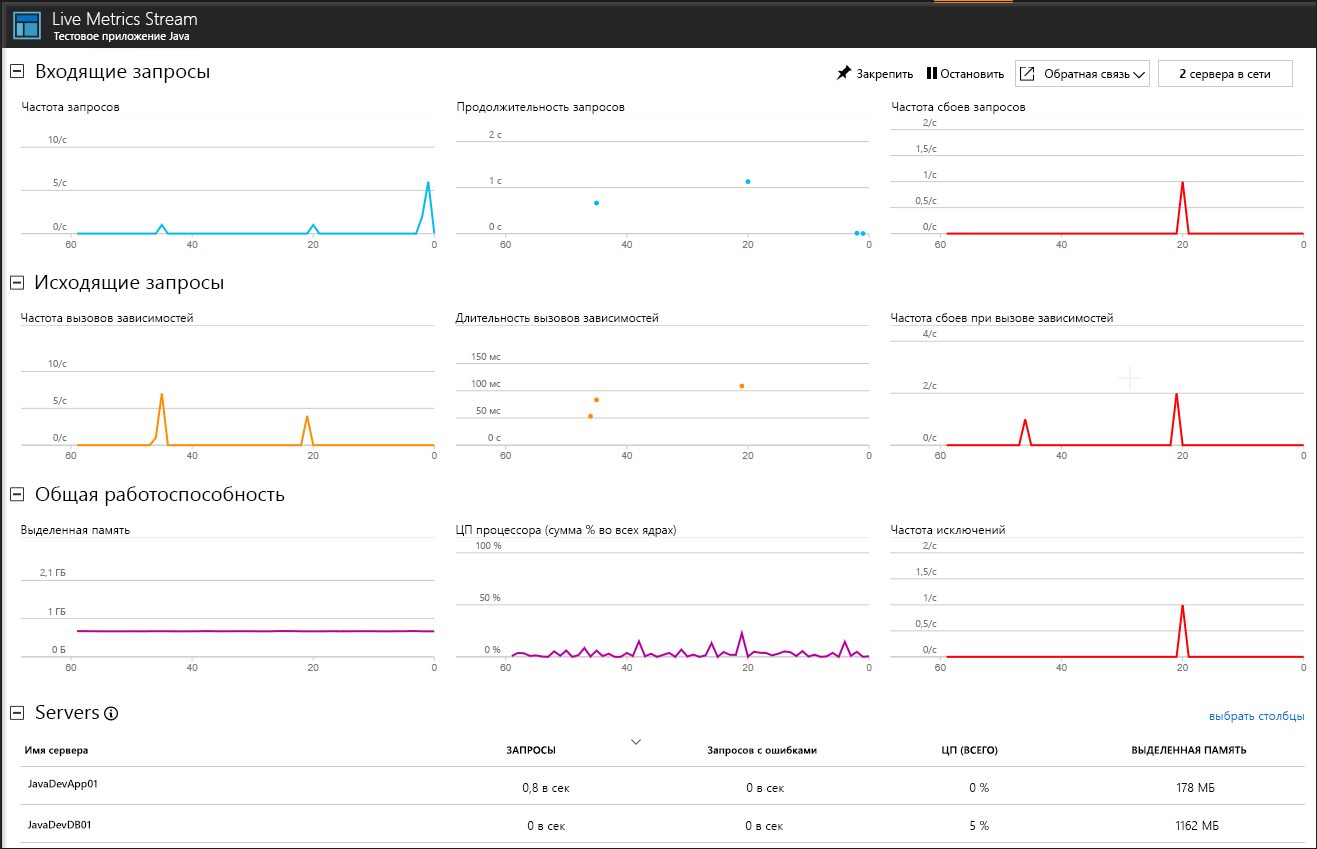 Live Metrics Stream
Тестовое приложение Java
Входящие запросы
Закрепить Остановить Обратная связь 2 сервера в сети
Частота запросов
10/с
5/с
0/с
60 40 20 0
Продолжительность запросов
2 с
1 с
0 с
60 40 20 0
Частота сбоев запросов
2/с
1,5/с
1/с
0,5/с
0/с
60 40 20 0
Исходящие запросы
Частота вызовов зависимостей
10/с
5/с
0/с
60 40 20 0
Длительность вызовов зависимостей
150 мс
100 мс
50 мс
0 с
60 40 20 0
Частота сбоев при вызове зависимостей
4/с
2/с
0/с
60 40 20 0
Общая работоспособность
Выделенная память
2,1 ГБ
1 ГБ
0 Б
60 40 20 0
ЦП процессора (сумма % во всех ядрах)
100 %
50 %
0 %
60 40 20 0
Частота исключений
2/с
1,5/с
1/с
0,5/с
0/с
60 40 20 0
Servers
выбрать столбцы
Имя сервера ЗАПРОСЫ Запросов с ошибками ЦП (ВСЕГО) ВЫДЕЛЕННАЯ ПАМЯТЬ
JavaDevApp01 0,8 в сек 0 в сек 0 % 178 МБ
JavaDevDB01 0 в сек 0 в сек 5 % 1162 МБ